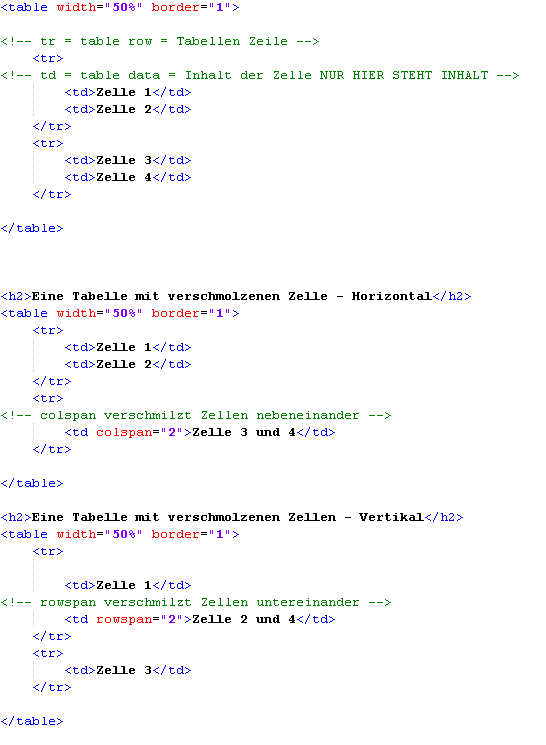 <table width="50%" border="1">
<!-- tr = table row = Tabellen Zeile -->
<tr>
<!-- td = table data = Inhalt der Zelle NUR HIER STEHT INHALT -->
<td>Zelle 1</td>
<td>Zelle 2</td>
</tr>
<tr>
<td>Zelle 3</td>
<td>Zelle 4</td>
</tr>
</table>
<h2>Eine Tabelle mit verschmolzenen Zelle - Horizontal</h2>
<table width="50%" border="1">
<tr>
<td>Zelle 1</td>
<td>Zelle 2</td>
</tr>
<tr>
<!-- colspan verschmilzt Zellen nebeneinander -->
<td colspan="2">Zelle 3 und 4</td>
</tr>
</table>
<h2>Eine Tabelle mit verschmolzenen Zellen - Vertikal</h2>
<table width="50%" border="1">
<tr>
<td>Zelle 1</td>
<!-- rowspan verschmilzt Zellen untereinander -->
<td rowspan="2">Zelle 2 und 4</td>
</tr>
<tr>
<td>Zelle 3</td>
</tr>
</table>